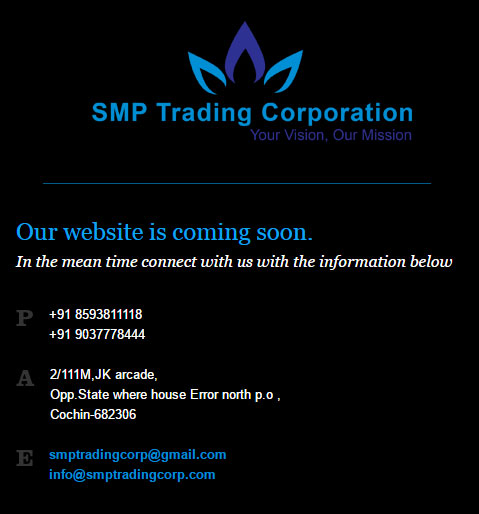 SMP Trading Corporation
Your Vision, Our Mission
Our website is coming soon.
In the mean time connect with us with the information below
P
+91 8593811118
+91 9037778444
A
2/111M,JK arcade,
Opp.State where house Error north p.o ,
Cochin-682306
E
smptradingcorp@gmail.com
info@smptradingcorp.com